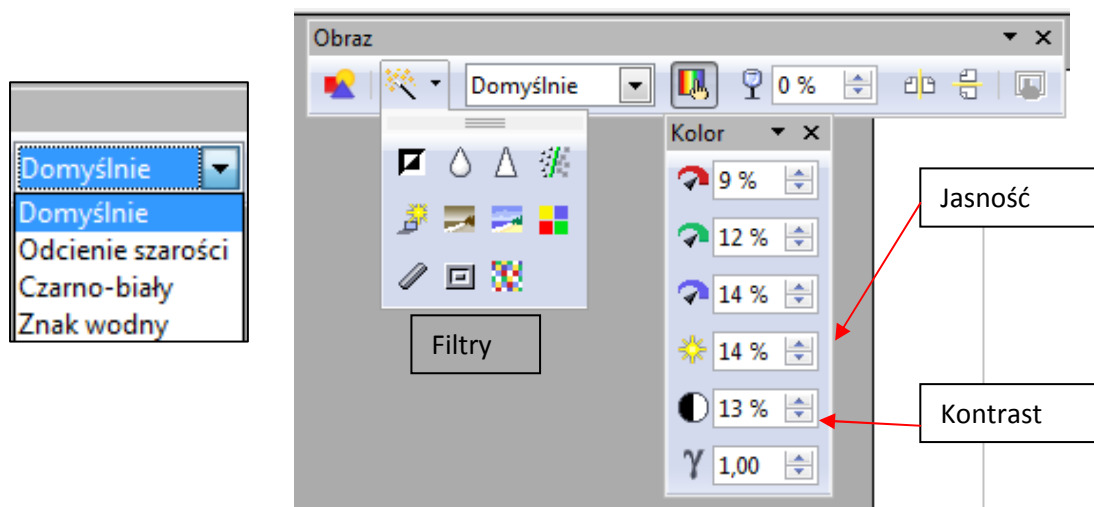 Domyślnie
Domyślnie
Odcienie szarości
Czarno-biały
Znak wodny
Obraz
Domyślnie
0 %
Kolor
9 %
12 %
14 %
14 %
13 %
γ 1,00
Filtry
Jasność
Kontrast